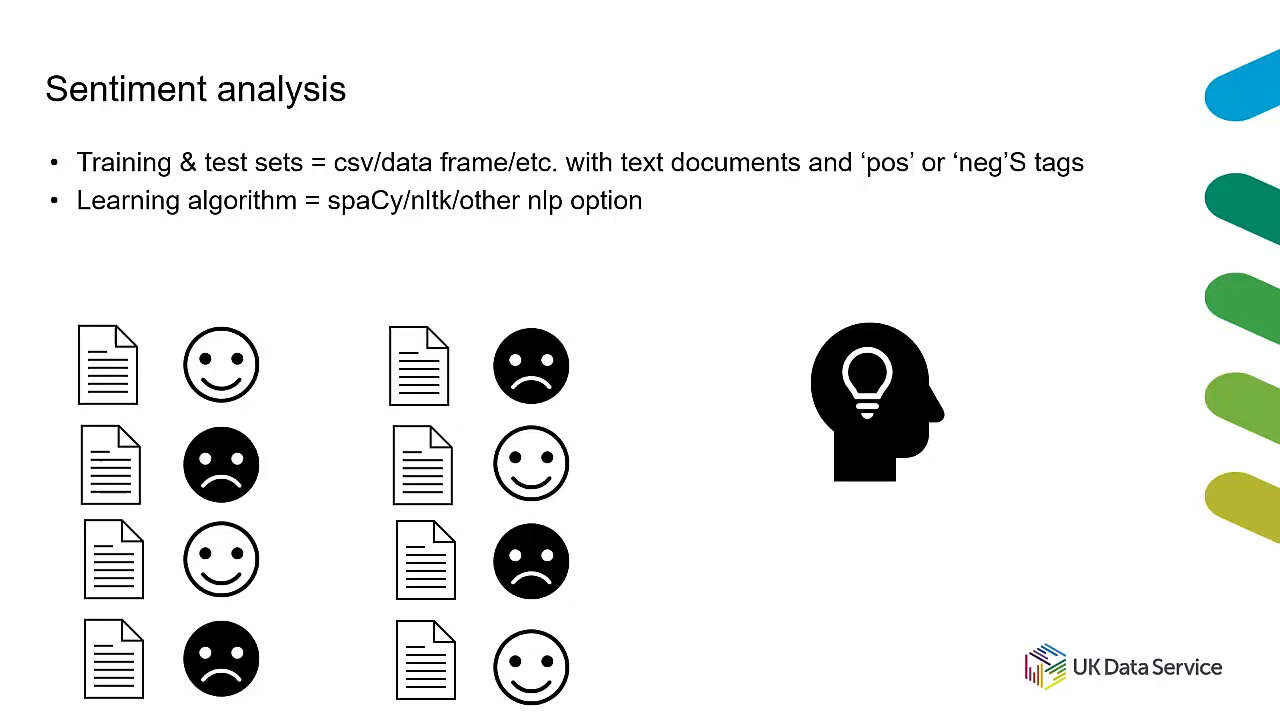 Sentiment analysis
• Training & test sets = csv/data frame/etc. with text documents and ‘pos’ or ‘neg’S tags
• Learning algorithm = spaCy/nltk/other nlp option
UK Data Service